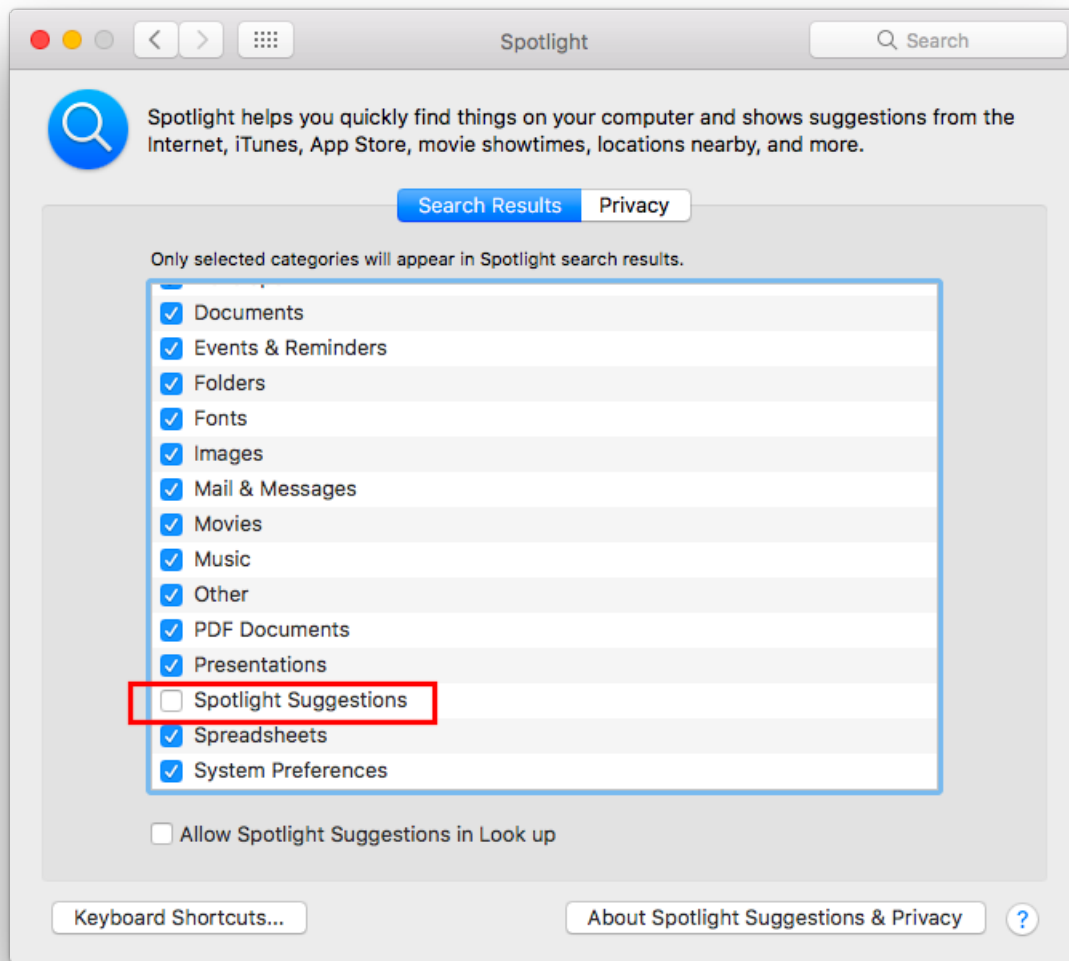 Spotlight
Search
Spotlight helps you quickly find things on your computer and shows suggestions from the
Internet, iTunes, App Store, movie showtimes, locations nearby, and more.
Search Results Privacy
Only selected categories will appear in Spotlight search results.
Documents
Events & Reminders
Folders
Fonts
Images
Mail & Messages
Movies
Music
Other
PDF Documents
Presentations
Spotlight Suggestions
Spreadsheets
System Preferences
Allow Spotlight Suggestions in Look up
Keyboard Shortcuts... About Spotlight Suggestions & Privacy ?